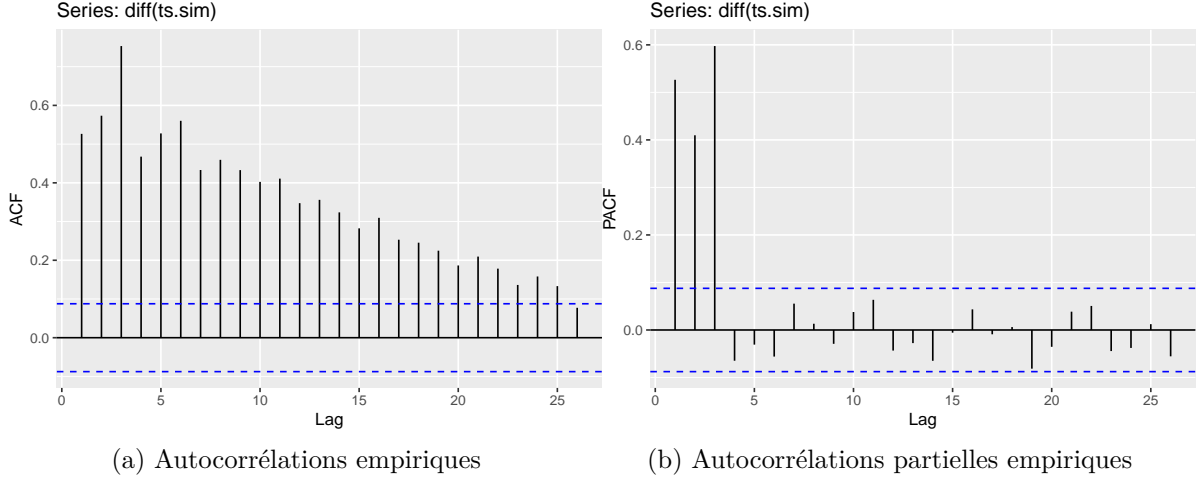 Series: diff(ts.sim)
0.6
0.4
0.2
0.0
ACF
0 5 10 15 20 25
Lag
(a) Autocorrélations empiriques
Series: diff(ts.sim)
0.6
0.4
0.2
0.0
PACF
0 5 10 15 20 25
Lag
(b) Autocorrélations partielles empiriques